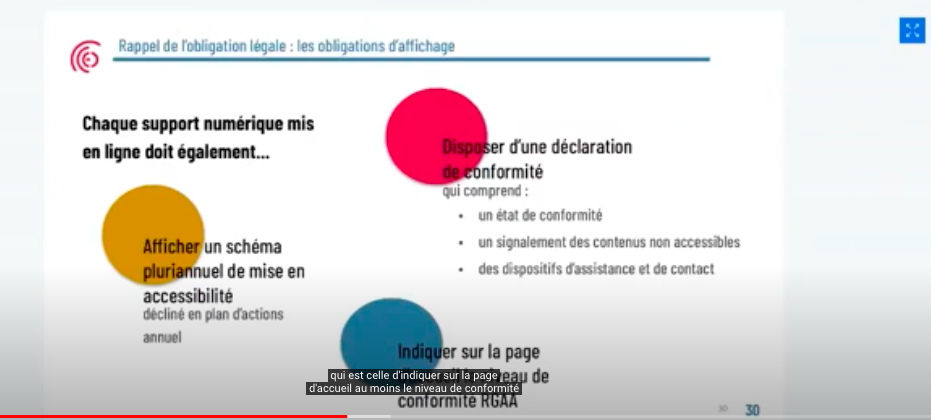 Rappel de l'obligation légale : les obligations d'affichage
Chaque support numérique mis
en ligne doit également...
Disposer d'une déclaration
de conformité
qui comprend :
• un état de conformité
• un signalement des contenus non accessibles
• des dispositifs d'assistance et de contact
Afficher un schéma
pluriannuel de mise en
accessibilité
décliné en plan d'actions
annuel
Indiquer sur la page
eau de
conformité RGAA
qui est celle d'indiquer sur la page
d'accueil au moins le niveau de conformité
30
30